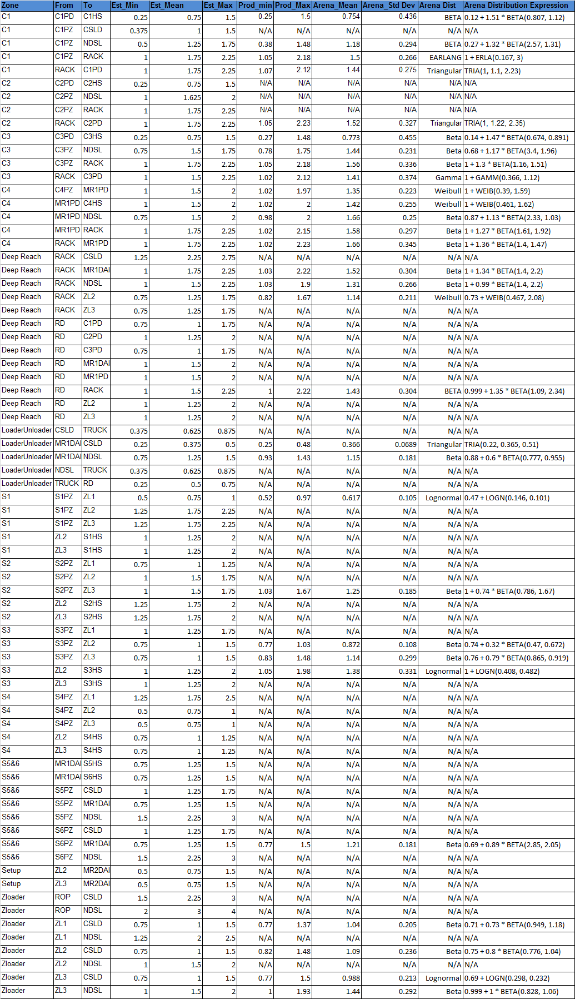 Zone From To Est_Min Est_Mean Est_Max Prod_min Prod_Max Arena_Mean Arena_Std Dev Arena Dist Arena Distribution Expression
C1 C1PD C1HS 0.25 0.75 1.5 0.25 1.5 0.754 0.436 BETA 0.12 + 1.51 * BETA(0.807, 1.12)
C1 C1PZ CSLD 0.375 1 1.5 N/A N/A N/A N/A N/A N/A
C1 C1PZ NDSL 0.5 1.25 1.75 0.38 1.48 1.18 0.294 BETA 0.27 + 1.32 * BETA(2.57, 1.31)
C1 C1PZ RACK 1 1.75 2.25 1.05 2.18 1.5 0.266 EARLANG 1 + ERLA(0.167, 3)
C1 RACK C1PD 1 1.75 2.25 1.07 2.12 1.44 0.275 Triangular TRIA(1, 1.1, 2.23)
C2 C2PD C2HS 0.25 0.75 1.5 N/A N/A N/A N/A N/A N/A
C2 C2PZ NDSL 1 1.625 2 N/A N/A N/A N/A N/A N/A
C2 C2PZ RACK 1 1.75 2.25 N/A N/A N/A N/A N/A N/A
C2 RACK C2PD 1 1.75 2.25 1.05 2.23 1.52 0.327 Triangular TRIA(1, 1.22, 2.35)
C3 C3PD C3HS 0.25 0.75 1.5 0.27 1.48 0.773 0.455 Beta 0.14 + 1.47 * BETA(0.674, 0.891)
C3 C3PZ NDSL 0.75 1.5 1.75 0.78 1.75 1.44 0.231 Beta 0.68 + 1.17 * BETA(3.4, 1.96)
C3 C3PZ RACK 1 1.75 2.25 1.05 2.18 1.56 0.336 Beta 1 + 1.3 * BETA(1.16, 1.51)
C3 RACK C3PD 1 1.5 2.25 1.02 2.12 1.41 0.374 Gamma 1 + GAMM(0.366, 1.12)
C4 C4PZ MR1PD 1 1.5 2 1.02 1.97 1.35 0.223 Weibull 1 + WEIB(0.39, 1.59)
C4 MR1PD C4HS 1 1.5 2 1.02 2 1.42 0.255 Weibull 1 + WEIB(0.461, 1.62)
C4 MR1PD NDSL 0.75 1.5 2 0.98 2 1.66 0.25 Beta 0.87 + 1.13 * BETA(2.33, 1.03)
C4 MR1PD RACK 1 1.75 2.25 1.02 2.15 1.58 0.297 Beta 1 + 1.27 * BETA(1.61, 1.92)
C4 RACK MR1PD 1 1.75 2.25 1.02 2.23 1.66 0.345 Beta 1 + 1.36 * BETA(1.4, 1.47)
Deep Reach RACK CSLD 1.25 2.25 2.75 N/A N/A N/A N/A N/A N/A
Deep Reach RACK MR1DAI 1 1.75 2.25 1.03 2.22 1.52 0.304 Beta 1 + 1.34 * BETA(1.4, 2.2)
Deep Reach RACK NDSL 1 1.5 2.25 1.03 1.9 1.31 0.266 Beta 1 + 0.99 * BETA(1.4, 2.2)
Deep Reach RACK ZL2 0.75 1.25 1.75 0.82 1.67 1.14 0.211 Weibull 0.73 + WEIB(0.467, 2.08)
Deep Reach RACK ZL3 0.75 1.25 1.75 N/A N/A N/A N/A N/A N/A
Deep Reach RD C1PD 0.75 1 1.75 N/A N/A N/A N/A N/A N/A
Deep Reach RD C2PD 1 1.25 2 N/A N/A N/A N/A N/A N/A
Deep Reach RD C3PD 0.75 1 1.75 N/A N/A N/A N/A N/A N/A
Deep Reach RD MR1DAI 1 1.5 2 N/A N/A N/A N/A N/A N/A
Deep Reach RD MR1PD 1 1.5 2 N/A N/A N/A N/A N/A N/A
Deep Reach RD RACK 1 1.5 2.25 1 2.22 1.43 0.304 BETA 0.999 + 1.35 * BETA(1.09, 2.34)
Deep Reach RD ZL2 1 1.25 2 N/A N/A N/A N/A N/A N/A
Deep Reach RD ZL3 1 1.25 2 N/A N/A N/A N/A N/A N/A
LoaderUnloader CSLD TRUCK 0.375 0.625 0.875 N/A N/A N/A N/A N/A N/A
LoaderUnloader MR1DAI CSLD 0.25 0.375 0.5 0.25 0.48 0.366 0.0689 Triangular TRIA(0.22, 0.365, 0.51)
LoaderUnloader MR1DAI NDSL 0.75 1.25 1.5 0.93 1.43 1.15 0.181 Beta 0.88 + 0.6 * BETA(0.777, 0.955)
LoaderUnloader NDSL TRUCK 0.375 0.625 0.875 N/A N/A N/A N/A N/A N/A
LoaderUnloader TRUCK RD 0.25 0.5 0.75 N/A N/A N/A N/A N/A N/A
S1 S1PZ ZL1 0.5 0.75 1 0.52 0.97 0.617 0.105 Lognormal 0.47 + LOGN(0.146, 0.101)
S1 S1PZ ZL2 1.25 1.75 2.25 N/A N/A N/A N/A N/A N/A
S1 S1PZ ZL3 1.25 1.75 2.25 N/A N/A N/A N/A N/A N/A
S1 ZL2 S1HS 1 1.25 2 N/A N/A N/A N/A N/A N/A
S1 ZL3 S1HS 1 1.25 2 N/A N/A N/A N/A N/A N/A
S2 S2PZ ZL1 0.75 1 1.25 N/A N/A N/A N/A N/A N/A
S2 S2PZ ZL2 1 1.5 1.75 N/A N/A N/A N/A N/A N/A
S2 S2PZ ZL3 1 1.5 1.75 1.03 1.67 1.25 0.185 Beta 1 + 0.74 * BETA(0.786, 1.67)
S2 ZL2 S2HS 1.25 1.75 2 N/A N/A N/A N/A N/A N/A
S2 ZL3 S2HS 1.25 1.75 2 N/A N/A N/A N/A N/A N/A
S3 S3PZ ZL1 1 1.25 1.75 N/A N/A N/A N/A N/A N/A
S3 S3PZ ZL2 0.75 1 1.5 0.77 1.03 0.872 0.108 Beta 0.74 + 0.32 * BETA(0.47, 0.672)
S3 S3PZ ZL3 0.75 1 1.5 0.83 1.48 1.14 0.299 Beta 0.76 + 0.79 * BETA(0.865, 0.919)
S3 ZL2 S3HS 1 1.25 2 1.05 1.98 1.38 0.331 Lognormal 1 + LOGN(0.408, 0.482)
S3 ZL3 S3HS 1 1.25 2 N/A N/A N/A N/A N/A N/A
S4 S4PZ ZL1 1.25 1.75 2.5 N/A N/A N/A N/A N/A N/A
S4 S4PZ ZL2 0.5 0.75 1 N/A N/A N/A N/A N/A N/A
S4 S4PZ ZL3 0.5 0.75 1 N/A N/A N/A N/A N/A N/A
S4 ZL2 S4HS 0.75 1 1.25 N/A N/A N/A N/A N/A N/A
S4 ZL3 S4HS 0.75 1 1.25 N/A N/A N/A N/A N/A N/A
S5&6 MR1DAI S5HS 0.75 1.25 1.5 N/A N/A N/A N/A N/A N/A
S5&6 MR1DAI S6HS 0.75 1.25 1.5 N/A N/A N/A N/A N/A N/A
S5&6 S5PZ CSLD 1 1.25 1.75 N/A N/A N/A N/A N/A N/A
S5&6 S5PZ MR1DAI 0.75 1.25 1.5 N/A N/A N/A N/A N/A N/A
S5&6 S5PZ NDSL 1.5 2.25 3 N/A N/A N/A N/A N/A N/A
S5&6 S6PZ CSLD 1 1.25 1.75 N/A N/A N/A N/A N/A N/A
S5&6 S6PZ MR1DAI 0.75 1.25 1.5 0.77 1.5 1.21 0.181 Beta 0.69 + 0.89 * BETA(2.85, 2.05)
S5&6 S6PZ NDSL 1.5 2.25 3 N/A N/A N/A N/A N/A N/A
Setup ZL2 MR2DAI 0.5 0.75 1.5 N/A N/A N/A N/A N/A N/A
Setup ZL3 MR2DAI 0.5 0.75 1.5 N/A N/A N/A N/A N/A N/A
Zloader ROP CSLD 1.5 2.25 3 N/A N/A N/A N/A N/A N/A
Zloader ROP NDSL 2 3 4 N/A N/A N/A N/A N/A N/A
Zloader ZL1 CSLD 0.75 1 1.5 0.77 1.37 1.04 0.205 Beta 0.71 + 0.73 * BETA(0.949, 1.18)
Zloader ZL1 NDSL 1.25 2 2.5 N/A N/A N/A N/A N/A N/A
Zloader ZL2 CSLD 0.75 1 1.5 0.82 1.48 1.09 0.236 Beta 0.75 + 0.8 * BETA(0.776, 1.04)
Zloader ZL2 NDSL 1 1.5 2 N/A N/A N/A N/A N/A N/A
Zloader ZL3 CSLD 0.75 1 1.5 0.77 1.5 0.988 0.213 Lognormal 0.69 + LOGN(0.298, 0.232)
Zloader ZL3 NDSL 1 1.5 2 1 1.93 1.44 0.292 Beta 0.999 + 1 * BETA(0.828, 1.06)